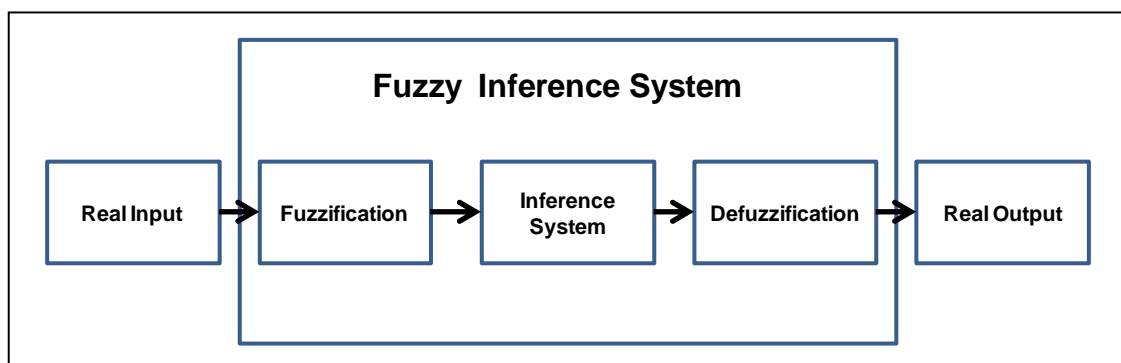 Fuzzy Inference System
Real Input
Fuzzification
Inference
System
Defuzzification
Real Output